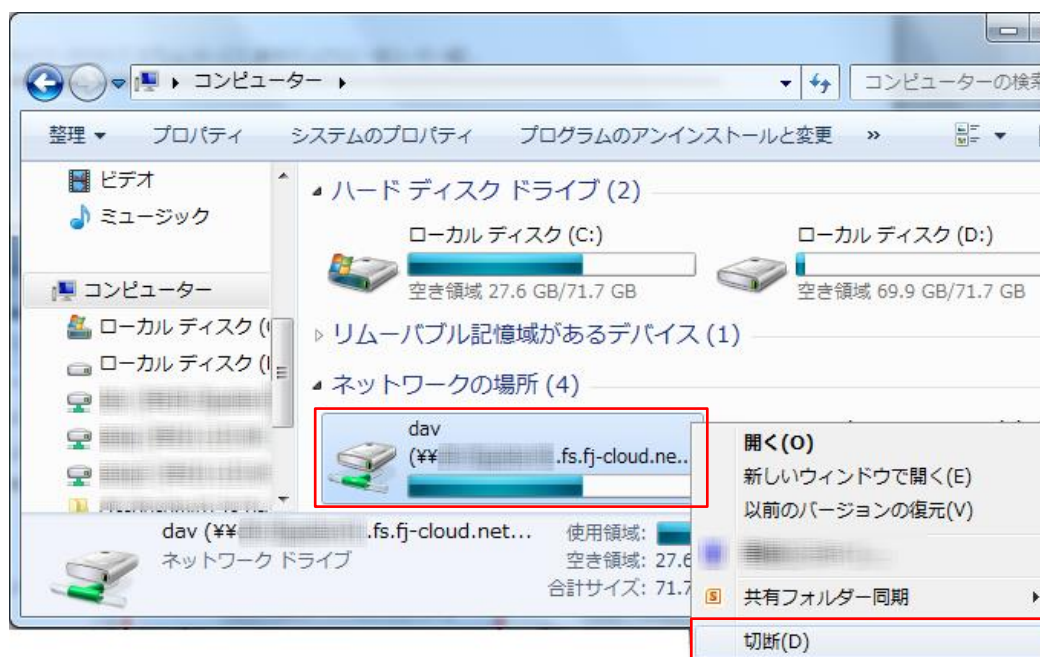 コンピューター
コンピューターの検索
整理
プロパティ
システムのプロパティ
プログラムのアンインストールと変更
»
ビデオ
ミュージック
コンピューター
ローカル ディスク (
ローカル ディスク (
ハード ディスク ドライブ (2)
ローカル ディスク (C:)
空き領域 27.6 GB/71.7 GB
ローカル ディスク (D:)
空き領域 69.9 GB/71.7 GB
リムーバブル記憶域があるデバイス (1)
ネットワークの場所 (4)
dav
(¥¥ .fs.fj-cloud.ne..
開く(O)
新しいウィンドウで開く(E)
以前のバージョンの復元(V)
共有フォルダー同期
切断(D)
dav (¥¥ .fs.fj-cloud.net...
ネットワーク ドライブ
使用領域:
空き領域: 27.6
合計サイズ: 71.7